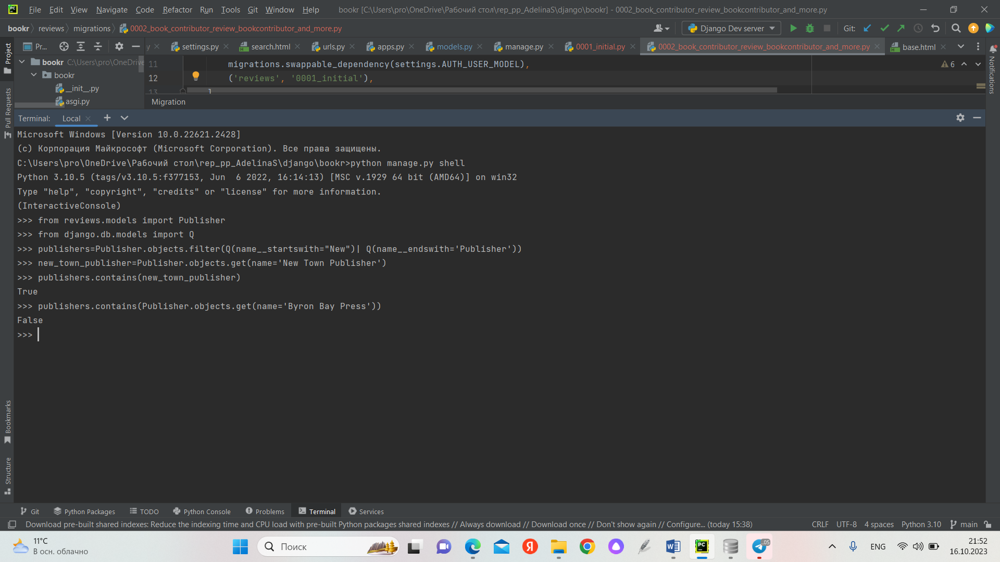 File Edit View Navigate Code Refactor Run Tools Git Window Help bookr [C:\Users\pro\OneDrive\Рабочий стол\rep_pp_AdelinaS\django\bookr] - 0002_book_contributor_review_bookcontributor_and_more.py
bookr reviews migrations 0002_book_contributor_review_bookcontributor_and_more.py Django Dev server Git:
Pr... y settings.py search.html urls.py apps.py models.py manage.py 0001_initial.py 0002_book_contributor_review_bookcontributor_and_more.py base.html
bookr C:\Users\pro\OneDrive
bookr
__init__.py
asgi.py
11 migrations.swappable_dependency(settings.AUTH_USER_MODEL),
12 ('reviews', '0001_initial'),
13 ]
6
Migration
Project
Pull Requests
Bookmarks
Structure
Notifications
Terminal: Local
Microsoft Windows [Version 10.0.22621.2428]
(c) Корпорация Майкрософт (Microsoft Corporation). Все права защищены.
C:\Users\pro\OneDrive\Рабочий стол\rep_pp_AdelinaS\django\bookr>python manage.py shell
Python 3.10.5 (tags/v3.10.5:f377153, Jun  6 2022, 16:14:13) [MSC v.1929 64 bit (AMD64)] on win32
Type "help", "copyright", "credits" or "license" for more information.
(InteractiveConsole)
>>> from reviews.models import Publisher
>>> from django.db.models import Q
>>> publishers=Publisher.objects.filter(Q(name__startswith="New")| Q(name__endswith='Publisher'))
>>> new_town_publisher=Publisher.objects.get(name='New Town Publisher')
>>> publishers.contains(new_town_publisher)
True
>>> publishers.contains(Publisher.objects.get(name='Byron Bay Press'))
False
>>>
Git Python Packages TODO Python Console Problems Terminal Services
Download pre-built shared indexes: Reduce the indexing time and CPU load with pre-built Python packages shared indexes // Always download // Download once // Don't show again // Configure... (today 15:38) CRLF UTF-8 4 spaces Python 3.10 main
11°C
В осн. облачно
Поиск
PC
Я
05
ENG
21:52
16.10.2023